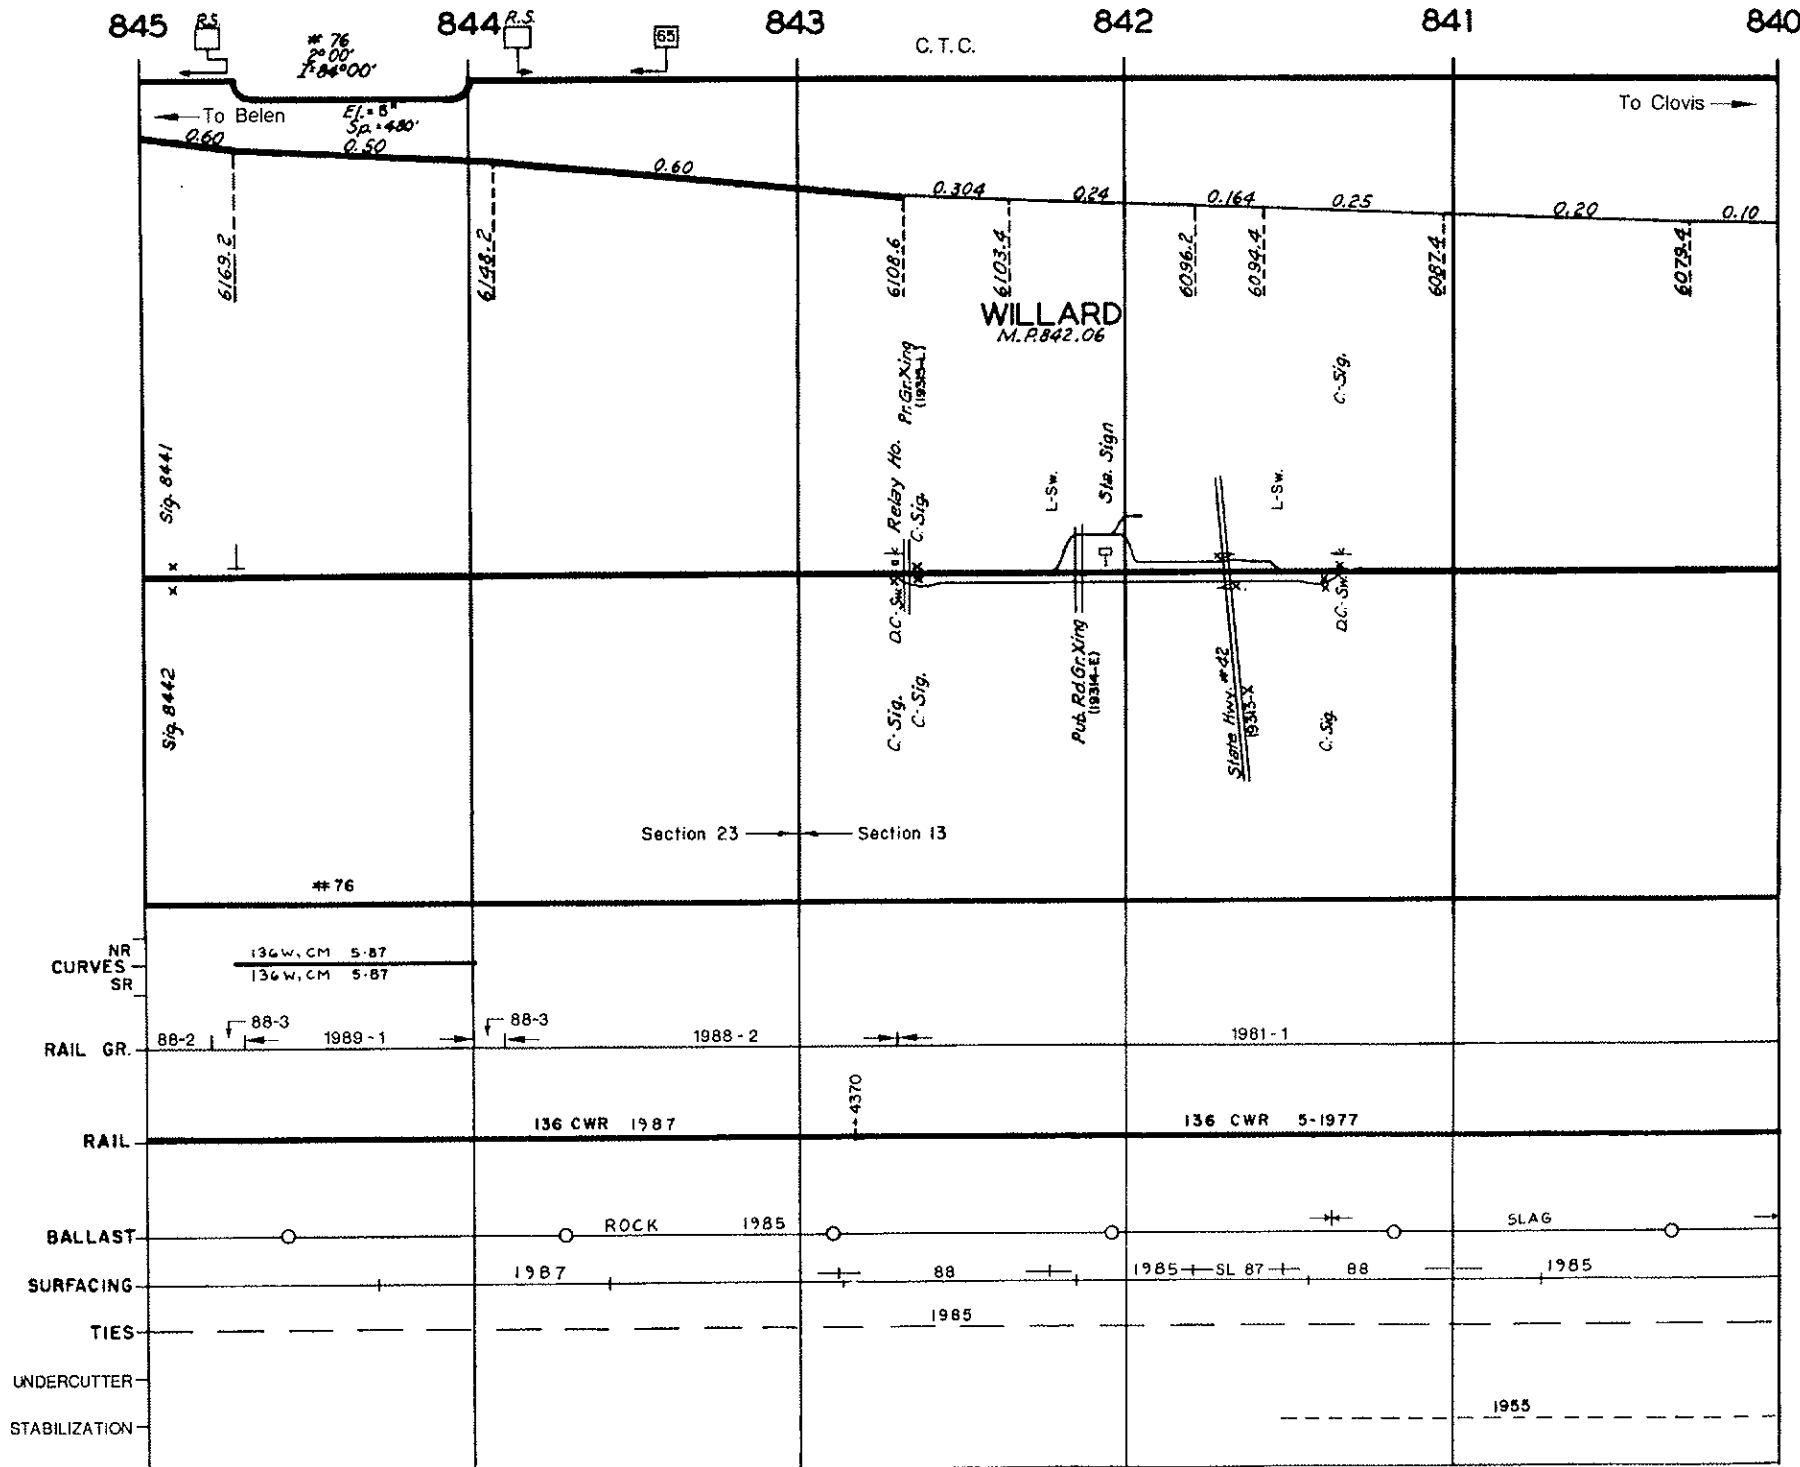 845 844 843 842 841 840
R.S. R.S. 65 C.T.C.
# 76
2°00'
I=84°00'
To Belen To Clovis
El.=5"
Sp.=480'
0.60 0.50 0.60 0.304 0.24 0.164 0.25 0.20 0.10
6169.2 6148.2 6108.6 6103.4 6096.2 6094.4 6087.4 6079.4
WILLARD
M.P.842.06
Sig. 8441
Relay Ho.
Pr.Gr.Xing
C-Sig.
L-Sw.
Sta. Sign
L-Sw.
C-Sig.
Sig. 8442
D.C.-Sw.
C-Sig.
C-Sig.
Pub. Rd.Gr.Xing
(19314-E)
State Hwy. #42
19313-X
D.C.-Sw.
C-Sig.
Section 23 Section 13
# 76
NR
CURVES
SR
136W, CM 5-87
136W, CM 5-87
RAIL GR. 88-2 88-3 1989-1 88-3 1988-2 1981-1
4370
RAIL 136 CWR 1987 136 CWR 5-1977
BALLAST ROCK 1985 SLAG
SURFACING 1987 88 1985 SL 87 88 1985
TIES 1985
UNDERCUTTER
STABILIZATION 1955